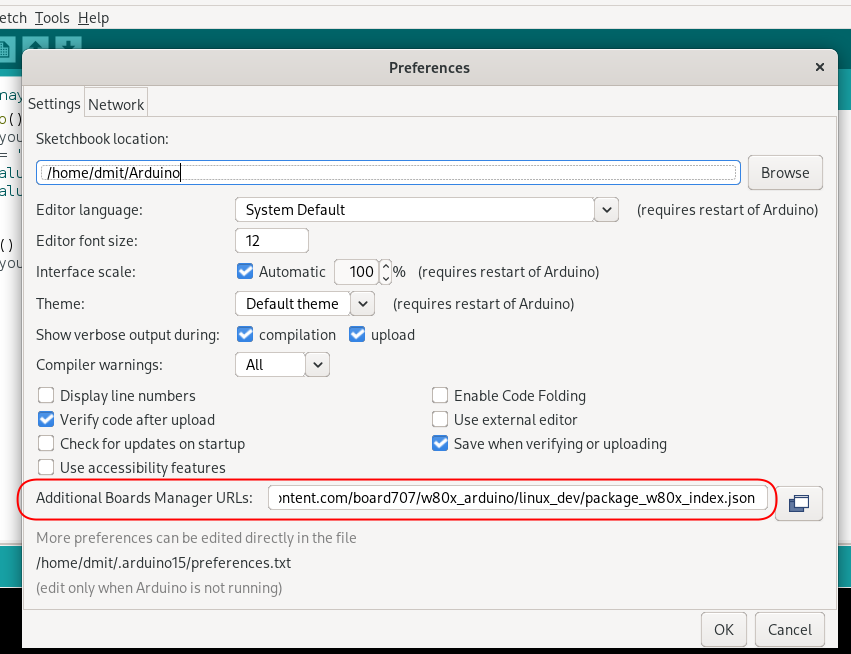 etch Tools Help
Preferences
×
Settings Network
Sketchbook location:
/home/dmit/Arduino Browse
Editor language: System Default (requires restart of Arduino)
Editor font size: 12
Interface scale: Automatic 100 % (requires restart of Arduino)
Theme: Default theme (requires restart of Arduino)
Show verbose output during: compilation upload
Compiler warnings: All
Display line numbers Enable Code Folding
Verify code after upload Use external editor
Check for updates on startup Save when verifying or uploading
Use accessibility features
Additional Boards Manager URLs: ontent.com/board707/w80x_arduino/linux_dev/package_w80x_index.json
More preferences can be edited directly in the file
/home/dmit/.arduino15/preferences.txt
(edit only when Arduino is not running)
OK Cancel